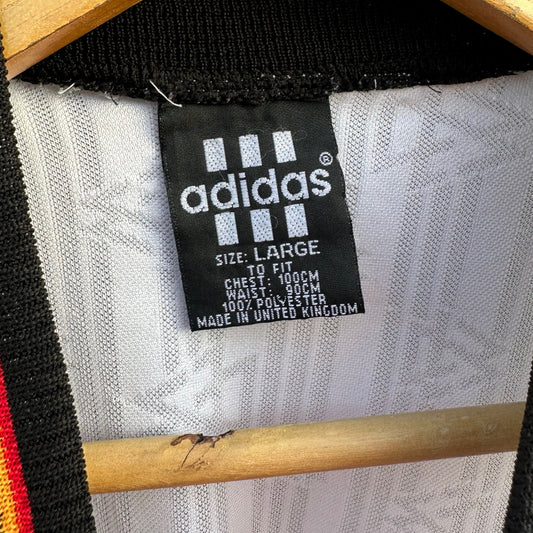 adidas®
SIZE: LARGE
TO FIT
CHEST: 100CM
WAIST: 90CM
100% POLYESTER
MADE IN UNITED KINGDOM